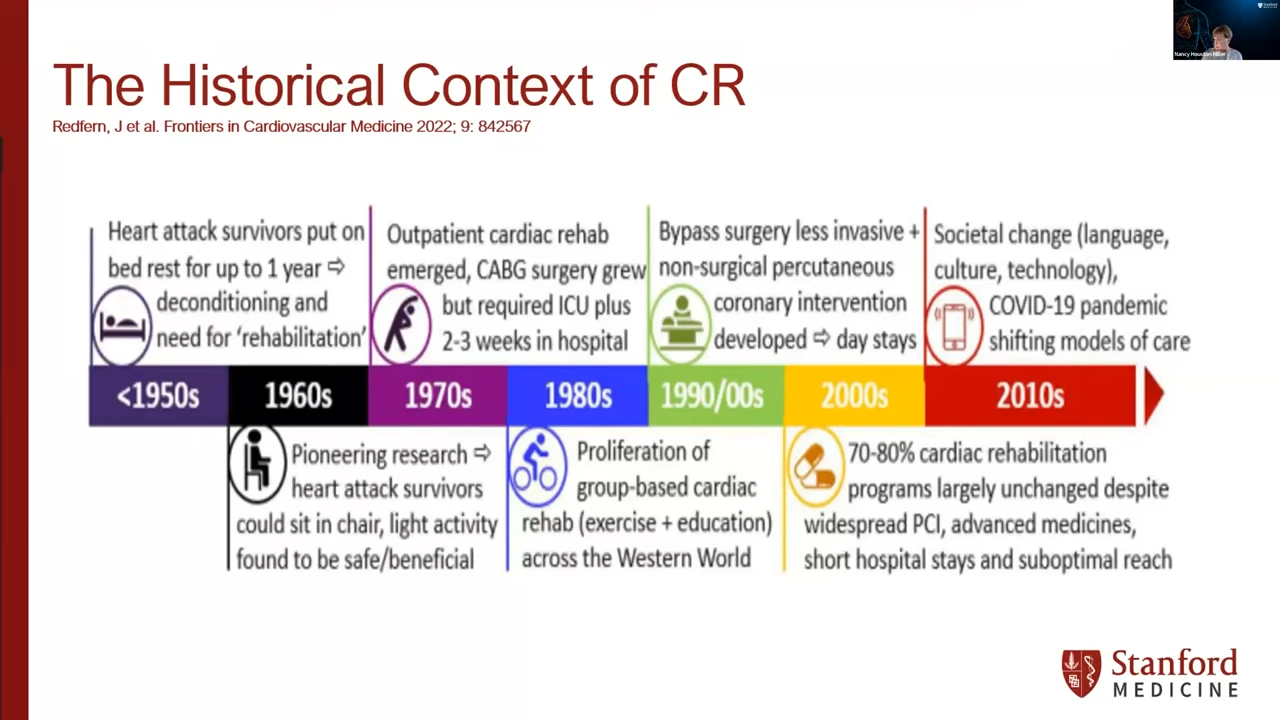 The Historical Context of CR
Redfern, J et al. Frontiers in Cardiovascular Medicine 2022; 9: 842567
Stanford
Nancy Houston Miller
Heart attack survivors put on
bed rest for up to 1 year ⇨
deconditioning and
need for ‘rehabilitation’
Outpatient cardiac rehab
emerged, CABG surgery grew
but required ICU plus
2-3 weeks in hospital
Bypass surgery less invasive +
non-surgical percutaneous
coronary intervention
developed ⇨ day stays
Societal change (language,
culture, technology),
COVID-19 pandemic
shifting models of care
<1950s
1960s
1970s
1980s
1990/00s
2000s
2010s
Pioneering research ⇨
heart attack survivors
could sit in chair, light activity
found to be safe/beneficial
Proliferation of
group-based cardiac
rehab (exercise + education)
across the Western World
70-80% cardiac rehabilitation
programs largely unchanged despite
widespread PCI, advanced medicines,
short hospital stays and suboptimal reach
Stanford
MEDICINE